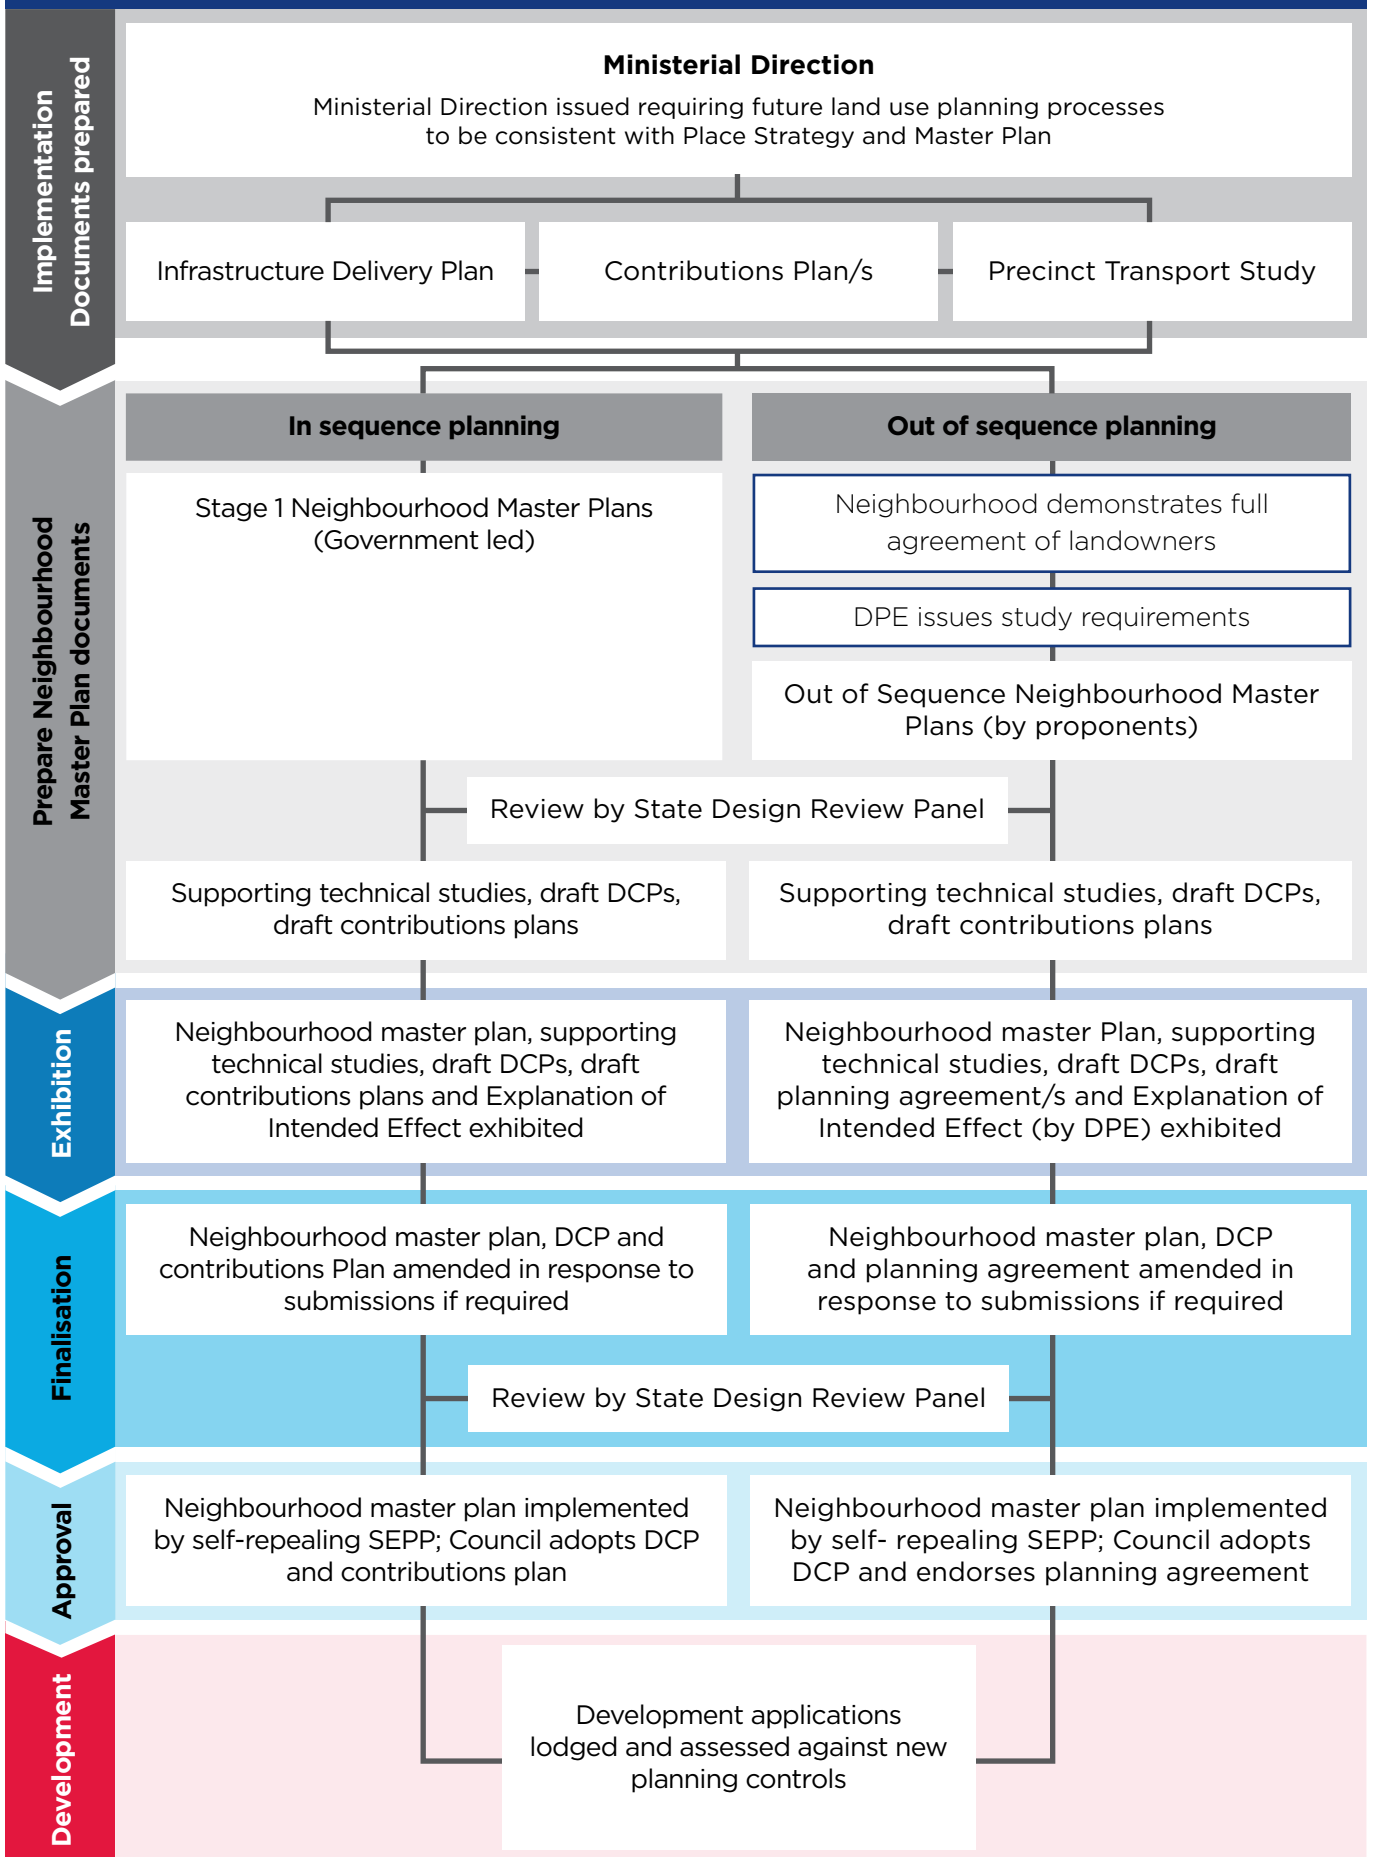 Implementation
Documents prepared
Ministerial Direction
Ministerial Direction issued requiring future land use planning processes
to be consistent with Place Strategy and Master Plan
Infrastructure Delivery Plan
Contributions Plan/s
Precinct Transport Study
Prepare Neighbourhood
Master Plan documents
In sequence planning
Out of sequence planning
Stage 1 Neighbourhood Master Plans
(Government led)
Neighbourhood demonstrates full
agreement of landowners
DPE issues study requirements
Out of Sequence Neighbourhood Master
Plans (by proponents)
Review by State Design Review Panel
Supporting technical studies, draft DCPs,
draft contributions plans
Supporting technical studies, draft DCPs,
draft contributions plans
Exhibition
Neighbourhood master plan, supporting
technical studies, draft DCPs, draft
contributions plans and Explanation of
Intended Effect exhibited
Neighbourhood master Plan, supporting
technical studies, draft DCPs, draft
planning agreement/s and Explanation of
Intended Effect (by DPE) exhibited
Finalisation
Neighbourhood master plan, DCP and
contributions Plan amended in response to
submissions if required
Neighbourhood master plan, DCP
and planning agreement amended in
response to submissions if required
Review by State Design Review Panel
Approval
Neighbourhood master plan implemented
by self-repealing SEPP; Council adopts DCP
and contributions plan
Neighbourhood master plan implemented
by self- repealing SEPP; Council adopts
DCP and endorses planning agreement
Development
Development applications
lodged and assessed against new
planning controls